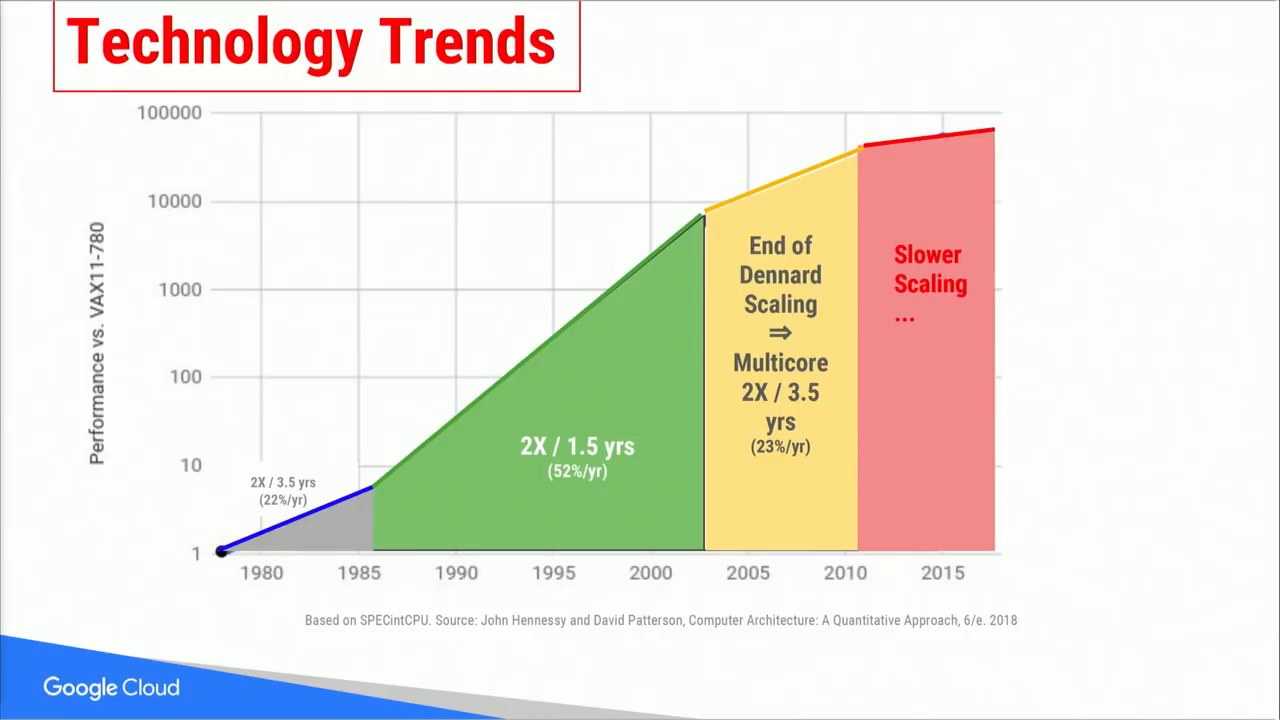 Technology Trends
100000
10000
1000
100
10
1
Performance vs. VAX11-780
2X / 3.5 yrs
(22%/yr)
2X / 1.5 yrs
(52%/yr)
End of
Dennard
Scaling
⇒
Multicore
2X / 3.5
yrs
(23%/yr)
Slower
Scaling
...
1980 1985 1990 1995 2000 2005 2010 2015
Based on SPECintCPU. Source: John Hennessy and David Patterson, Computer Architecture: A Quantitative Approach, 6/e. 2018
Google Cloud